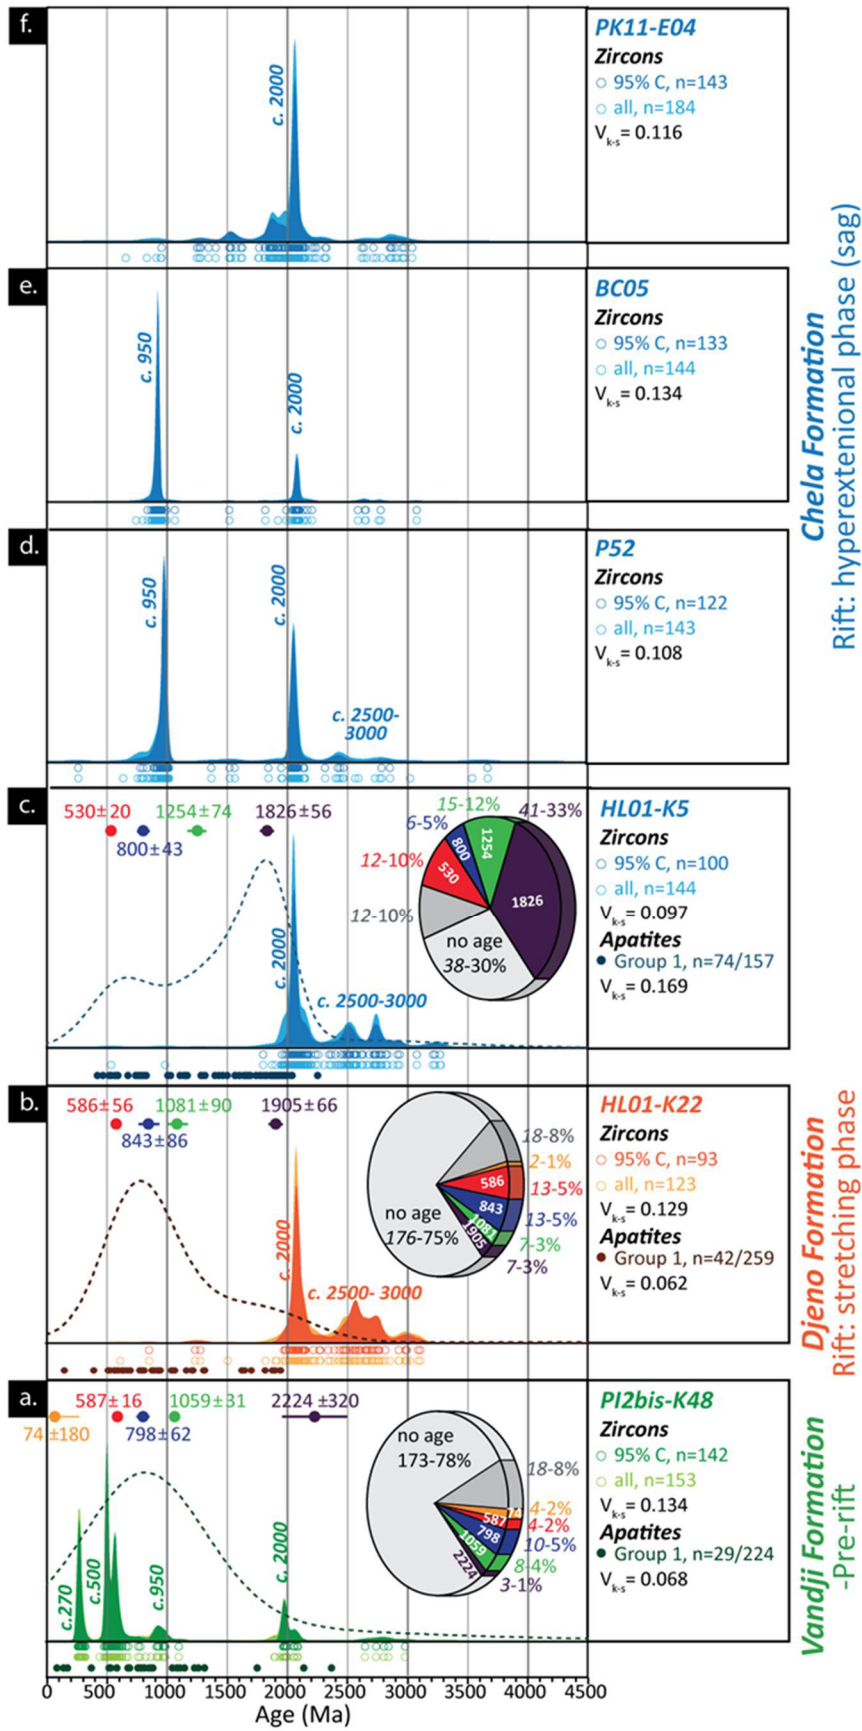 f.
c. 2000
PK11-E04
Zircons
95% C, n=143
all, n=184
Vk-s= 0.116
e.
c. 950
c. 2000
BC05
Zircons
95% C, n=133
all, n=144
Vk-s= 0.134
d.
c. 950
c. 2000
c. 2500-
3000
P52
Zircons
95% C, n=122
all, n=143
Vk-s= 0.108
Chela Formation
Rift: hyperextenional phase (sag)
c.
530±20
1254±74
1826±56
800±43
c. 2000
c. 2500-3000
15-12%
41-33%
6-5%
12-10%
12-10%
530
800
1254
1826
no age
38-30%
HL01-K5
Zircons
95% C, n=100
all, n=144
Vk-s= 0.097
Apatites
Group 1, n=74/157
Vk-s= 0.169
b.
586±56
1081±90
1905±66
843±86
c. 2000
c. 2500- 3000
18-8%
2-1%
13-5%
13-5%
7-3%
7-3%
586
843
1081
1905
no age
176-75%
HL01-K22
Zircons
95% C, n=93
all, n=123
Vk-s= 0.129
Apatites
Group 1, n=42/259
Vk-s= 0.062
Djeno Formation
Rift: stretching phase
a.
587±16
1059±31
2224 ±320
74 ±180
798±62
c.270
c.500
c.950
c. 2000
no age
173-78%
18-8%
4-2%
4-2%
10-5%
8-4%
3-1%
74
587
798
1059
2224
PI2bis-K48
Zircons
95% C, n=142
all, n=153
Vk-s= 0.134
Apatites
Group 1, n=29/224
Vk-s= 0.068
Vandji Formation
-Pre-rift
0 500 1000 1500 2000 2500 3000 3500 4000 4500
Age (Ma)